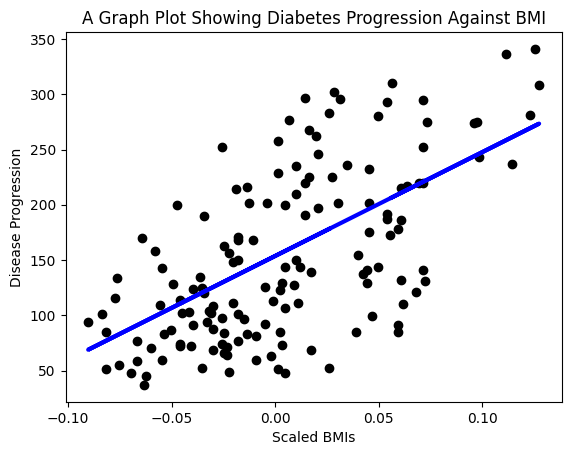 A Graph Plot Showing Diabetes Progression Against BMI
350
300
250
200
150
100
50
Disease Progression
−0.10 −0.05 0.00 0.05 0.10
Scaled BMIs